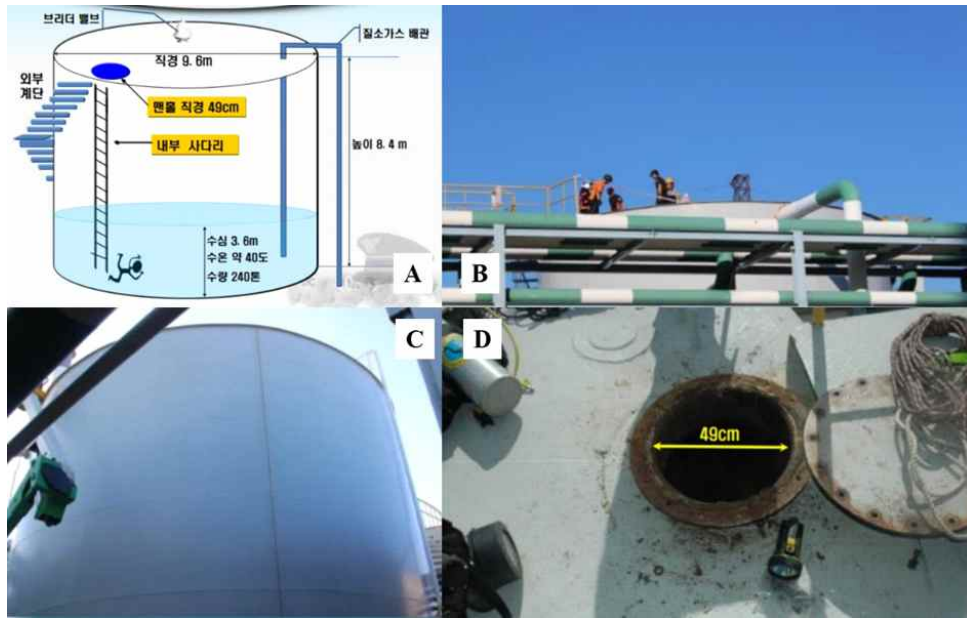 브리더 밸브
질소가스 배관
직경 9. 6m
외부
계단
맨홀 직경 49cm
내부 사다리
높이 8. 4 m
수심 3. 6m
수온 약 40도
수량 240톤
A
B
C
D
49cm